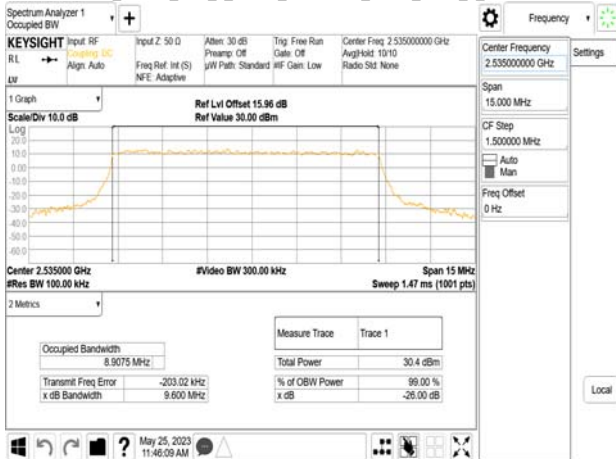 Spectrum Analyzer 1
Occupied BW
+
Frequency
KEYSIGHT
RL
LXI
Input: RF
Coupling: DC
Align: Auto
Input Z: 50 Ω
Freq Ref: Int (S)
NFE: Adaptive
Atten: 30 dB
Preamp: Off
µW Path: Standard
Trig: Free Run
Gate: Off
#IF Gain: Low
Center Freq: 2.535000000 GHz
Avg|Hold: 10/10
Radio Std: None
Center Frequency
2.535000000 GHz
Settings
Span
15.000 MHz
CF Step
1.500000 MHz
Auto
Man
Freq Offset
0 Hz
Local
1 Graph
Scale/Div 10.0 dB
Ref Lvl Offset 15.96 dB
Ref Value 30.00 dBm
Log
20.0
10.0
0.00
-10.0
-20.0
-30.0
-40.0
-50.0
-60.0
Center 2.535000 GHz
#Video BW 300.00 kHz
Span 15 MHz
#Res BW 100.00 kHz
Sweep 1.47 ms (1001 pts)
2 Metrics
Measure Trace
Trace 1
Occupied Bandwidth
8.9075 MHz
Total Power
30.4 dBm
Transmit Freq Error
-203.02 kHz
% of OBW Power
99.00 %
x dB Bandwidth
9.600 MHz
x dB
-26.00 dB
?
May 25, 2023
11:46:09 AM